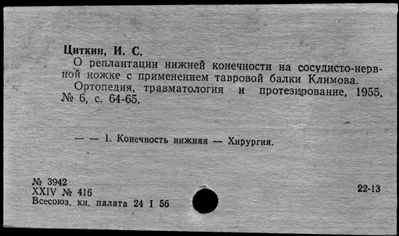 Циткин, И. С.
О реплантации нижней конечности на сосудисто-нерв-
ной ножке с применением тавровой балки Климова.
Ортопедия, травматология и протезирование, 1955,
№ 6, с. 64-65.
— — 1. Конечность нижняя — Хирургия.
№ 3942
XXIV № 416
Всесоюз. кн. палата 24 I 56
22-13